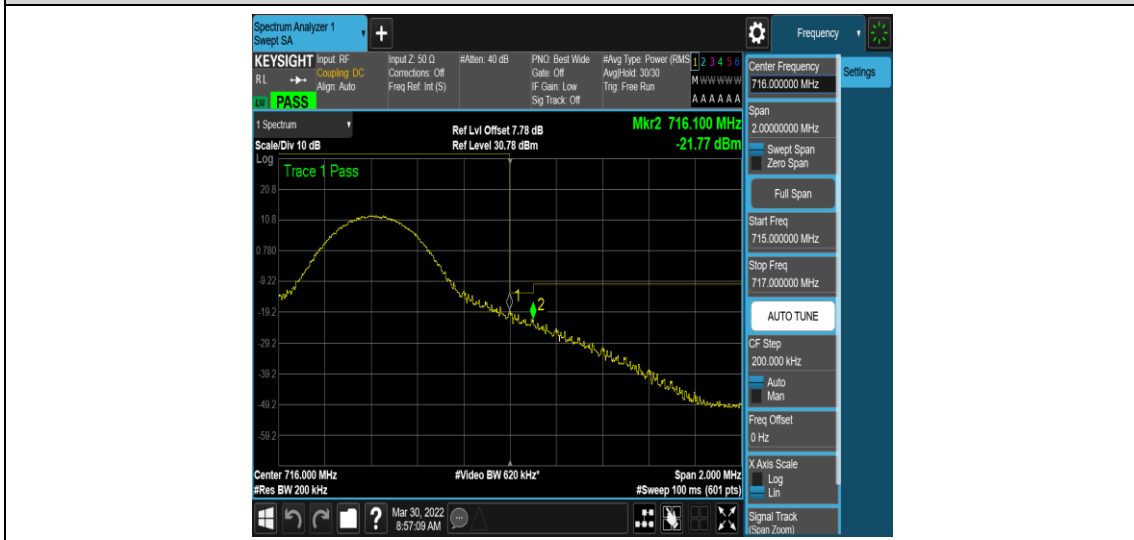 Spectrum Analyzer 1
Swept SA
+
Frequency
KEYSIGHT
RL
PASS
Input: RF
Coupling: DC
Align: Auto
Input Z: 50 Ω
Corrections: Off
Freq Ref: Int (S)
#Atten: 40 dB
PNO: Best Wide
Gate: Off
IF Gain: Low
Sig Track: Off
#Avg Type: Power (RMS
Avg|Hold: 30/30
Trig: Free Run
1 2 3 4 5 6
M W W W W W
A A A A A A
1 Spectrum
Scale/Div 10 dB
Ref Lvl Offset 7.78 dB
Ref Level 30.78 dBm
Mkr2 716.100 MHz
-21.77 dBm
Log
Trace 1 Pass
20.8
10.8
0.780
-9.22
-19.2
-29.2
-39.2
-49.2
-59.2
1
2
Center 716.000 MHz
#Res BW 200 kHz
#Video BW 620 kHz*
Span 2.000 MHz
#Sweep 100 ms (601 pts)
Center Frequency
716.000000 MHz
Settings
Span
2.00000000 MHz
Swept Span
Zero Span
Full Span
Start Freq
715.000000 MHz
Stop Freq
717.000000 MHz
AUTO TUNE
CF Step
200.000 kHz
Auto
Man
Freq Offset
0 Hz
X Axis Scale
Log
Lin
Signal Track
(Span Zoom)
?
Mar 30, 2022
8:57:09 AM